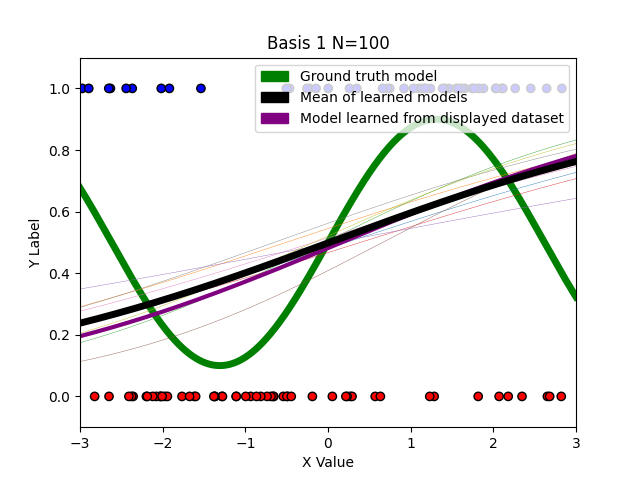 Basis 1 N=100
Ground truth model
Mean of learned models
Model learned from displayed dataset
Y Label
1.0
0.8
0.6
0.4
0.2
0.0
−3 −2 −1 0 1 2 3
X Value